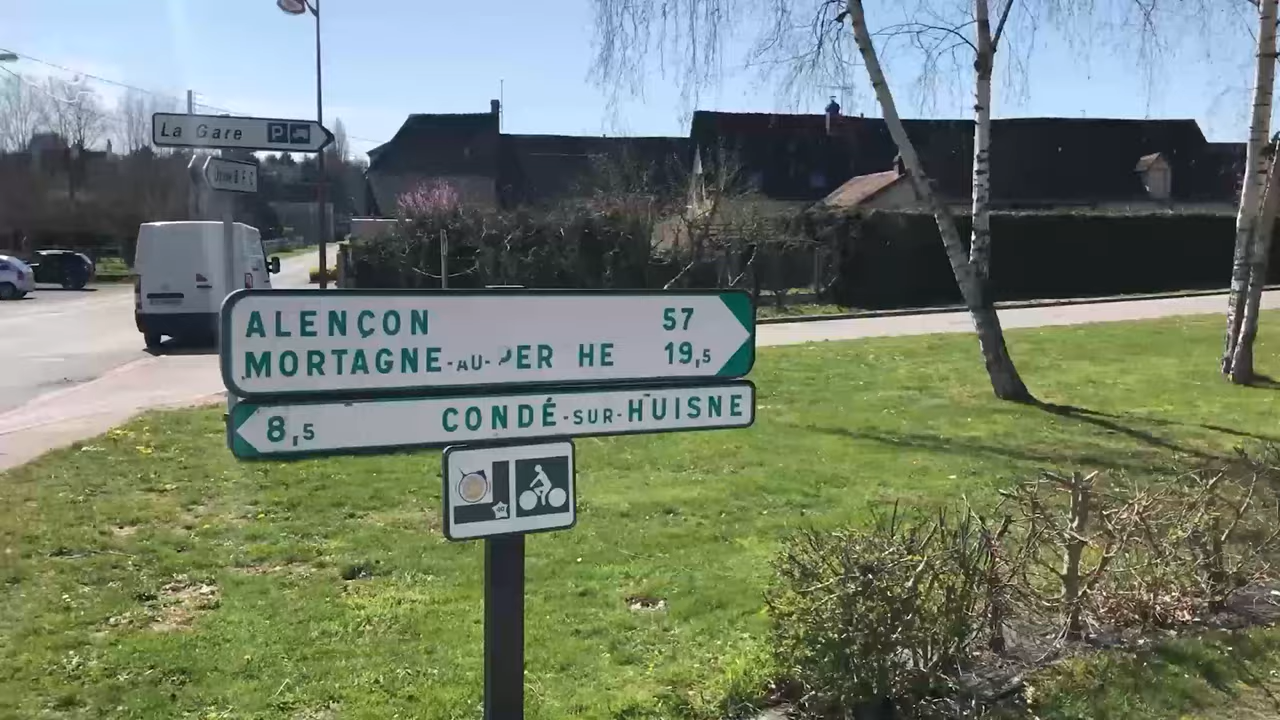 La Gare P
ALENÇON 57
MORTAGNE-AU-PER HE 19,5
8,5 CONDÉ-SUR-HUISNE